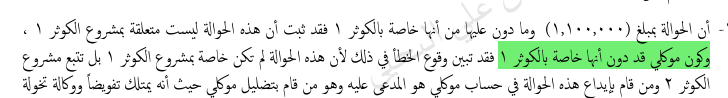 - أن الحوالة بمبلغ (١,١٠٠,٠٠٠) وما دون عليها من أنها خاصة بالكوثر ١ فقد ثبت أن هذه الحوالة ليست متعلقة بمشروع الكوثر ١ ،
وكون موكلي قد دون أنها خاصة بالكوثر ١ فقد تبين وقوع الخطأ في ذلك لأن هذه الحوالة لم تكن خاصة بمشروع الكوثر ١ بل تتبع مشروع
الكوثر ٢ ومن قام بإيداع هذه الحوالة في حساب موكلي هو المدعى عليه وهو من قام بتضليل موكلي حيث أنه يمتلك تفويضاً ووكالة تخولة